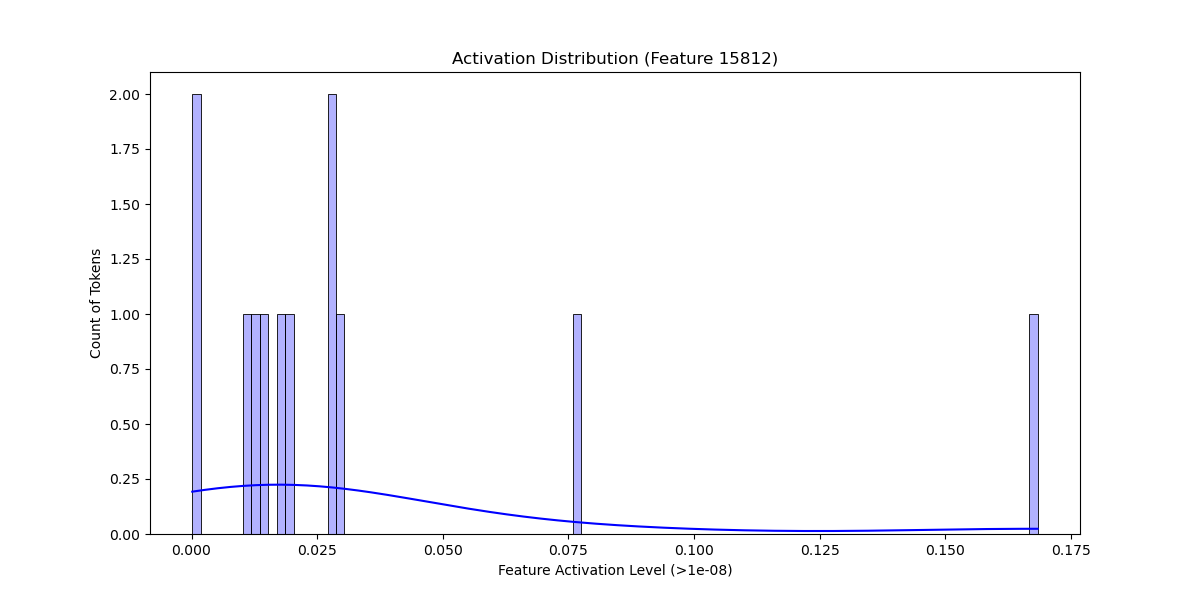 Activation Distribution (Feature 15812)
2.00
1.75
1.50
1.25
1.00
0.75
0.50
0.25
0.00
Count of Tokens
0.000 0.025 0.050 0.075 0.100 0.125 0.150 0.175
Feature Activation Level (>1e-08)